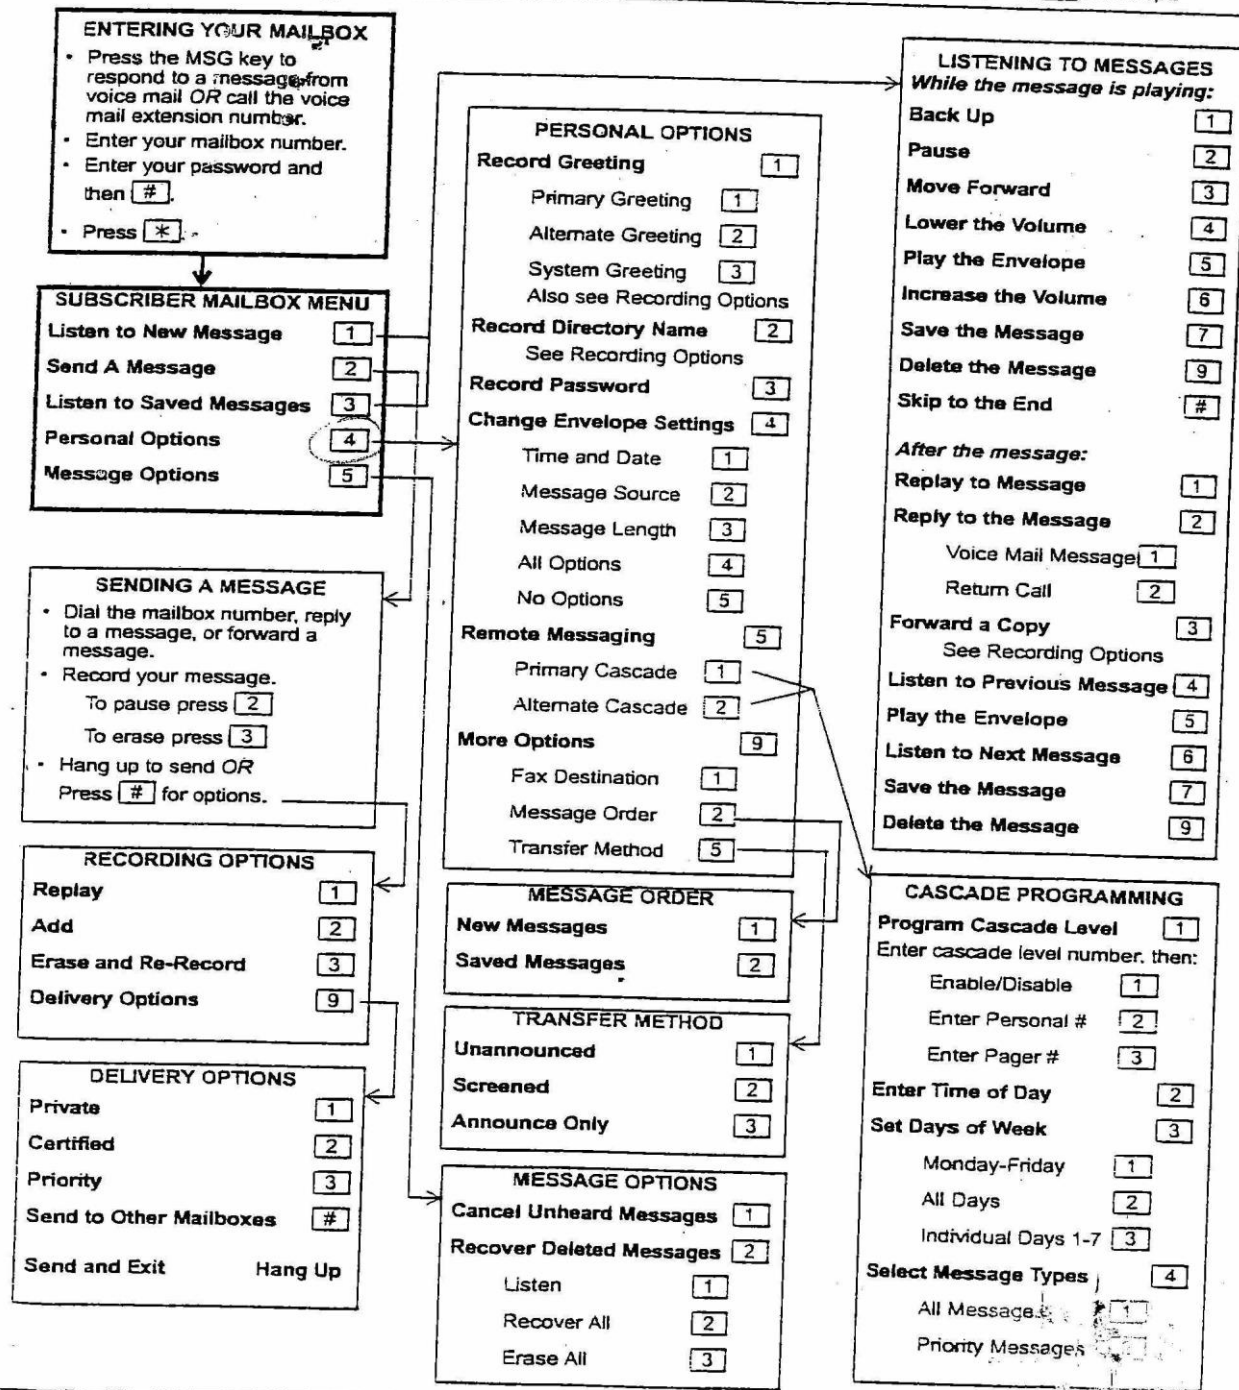 ENTERING YOUR MAILBOX
• Press the MSG key to
respond to a message from
voice mail OR call the voice
mail extension number.
• Enter your mailbox number.
• Enter your password and
then #.
• Press *.
SUBSCRIBER MAILBOX MENU
Listen to New Message 1
Send A Message 2
Listen to Saved Messages 3
Personal Options 4
Message Options 5
SENDING A MESSAGE
• Dial the mailbox number, reply
to a message, or forward a
message.
• Record your message.
To pause press 2
To erase press 3
• Hang up to send OR
Press # for options.
RECORDING OPTIONS
Replay 1
Add 2
Erase and Re-Record 3
Delivery Options 9
DELIVERY OPTIONS
Private 1
Certified 2
Priority 3
Send to Other Mailboxes #
Send and Exit Hang Up
PERSONAL OPTIONS
Record Greeting 1
Primary Greeting 1
Alternate Greeting 2
System Greeting 3
Also see Recording Options
Record Directory Name 2
See Recording Options
Record Password 3
Change Envelope Settings 4
Time and Date 1
Message Source 2
Message Length 3
All Options 4
No Options 5
Remote Messaging 5
Primary Cascade 1
Alternate Cascade 2
More Options 9
Fax Destination 1
Message Order 2
Transfer Method 5
MESSAGE ORDER
New Messages 1
Saved Messages 2
TRANSFER METHOD
Unannounced 1
Screened 2
Announce Only 3
MESSAGE OPTIONS
Cancel Unheard Messages 1
Recover Deleted Messages 2
Listen 1
Recover All 2
Erase All 3
LISTENING TO MESSAGES
While the message is playing:
Back Up 1
Pause 2
Move Forward 3
Lower the Volume 4
Play the Envelope 5
Increase the Volume 6
Save the Message 7
Delete the Message 9
Skip to the End #
After the message:
Replay to Message 1
Reply to the Message 2
Voice Mail Message 1
Return Call 2
Forward a Copy 3
See Recording Options
Listen to Previous Message 4
Play the Envelope 5
Listen to Next Message 6
Save the Message 7
Delete the Message 9
CASCADE PROGRAMMING
Program Cascade Level 1
Enter cascade level number, then:
Enable/Disable 1
Enter Personal # 2
Enter Pager # 3
Enter Time of Day 2
Set Days of Week 3
Monday-Friday 1
All Days 2
Individual Days 1-7 3
Select Message Types 4
All Messages 1
Priority Messages